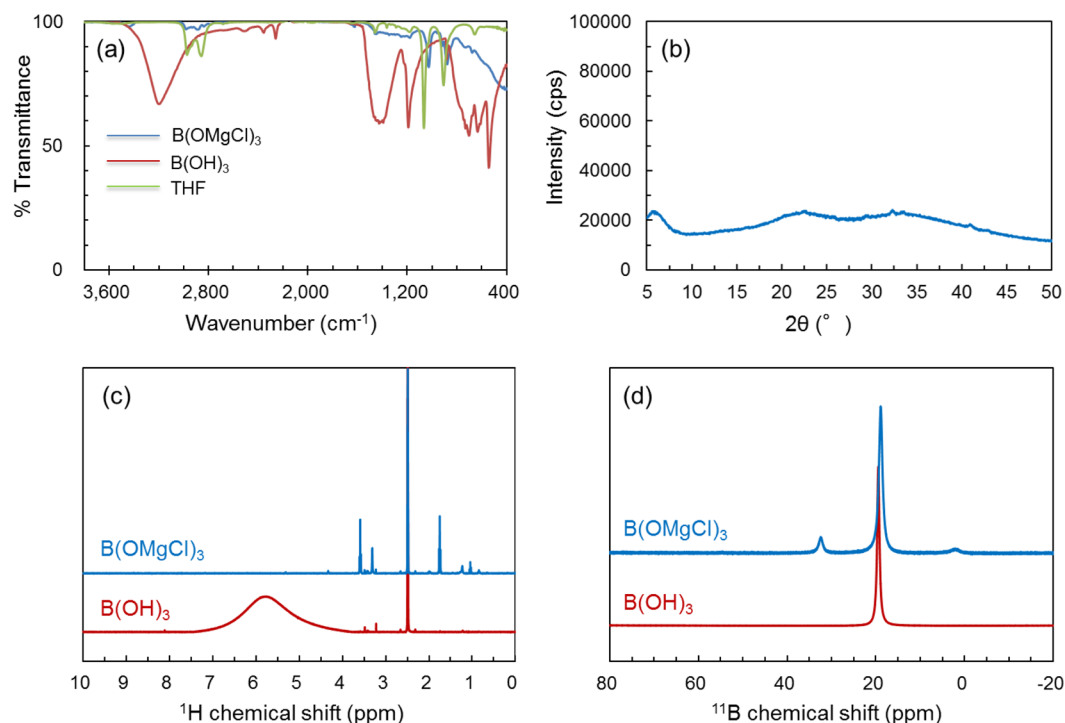 (a)
100
50
0
% Transmittance
B(OMgCl)₃
B(OH)₃
THF
3,600 2,800 2,000 1,200 400
Wavenumber (cm⁻¹)
(b)
100000
80000
60000
40000
20000
0
Intensity (cps)
5 10 15 20 25 30 35 40 45 50
2θ (° )
(c)
B(OMgCl)₃
B(OH)₃
10 9 8 7 6 5 4 3 2 1 0
¹H chemical shift (ppm)
(d)
B(OMgCl)₃
B(OH)₃
80 60 40 20 0 -20
¹¹B chemical shift (ppm)